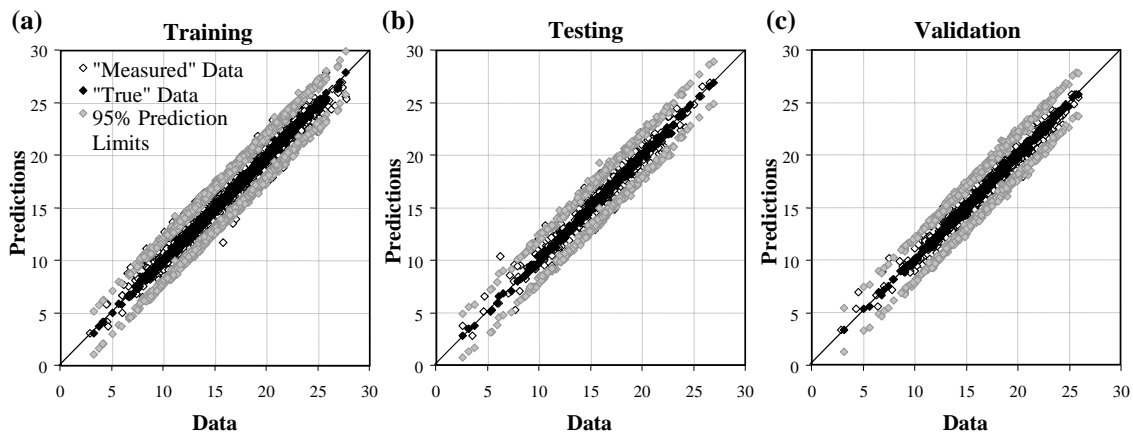 (a)
Training
30
25
20
15
10
5
0
Predictions
"Measured" Data
"True" Data
95% Prediction
Limits
0 5 10 15 20 25 30
Data
(b)
Testing
30
25
20
15
10
5
0
Predictions
0 5 10 15 20 25 30
Data
(c)
Validation
30
25
20
15
10
5
0
Predictions
0 5 10 15 20 25 30
Data